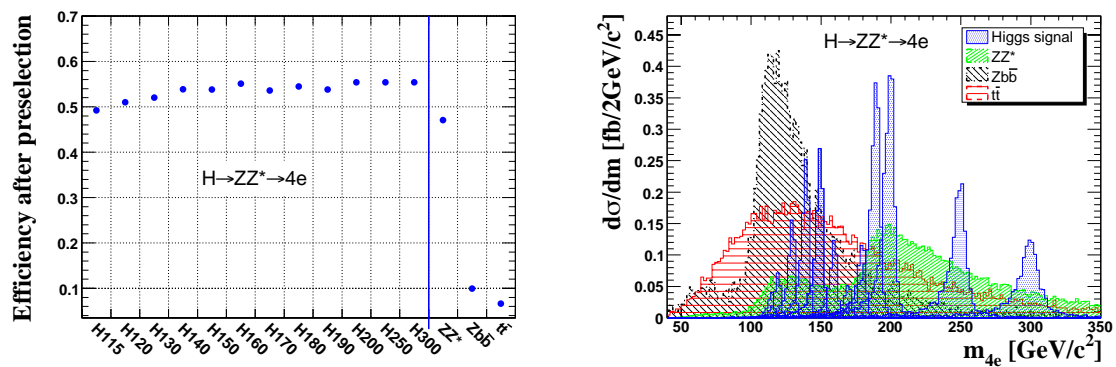 Efficiency after preselection
0.7
0.6
0.5
0.4
0.3
0.2
0.1
H→ZZ*→4e
H115
H120
H130
H140
H150
H160
H170
H180
H190
H200
H250
H300
ZZ*
Zbb̄
tt̄
dσ/dm [fb/2GeV/c²]
0.45
0.4
0.35
0.3
0.25
0.2
0.15
0.1
0.05
0
H→ZZ*→4e
Higgs signal
ZZ*
Zbb̄
tt̄
50 100 150 200 250 300 350
m₄ₑ [GeV/c²]